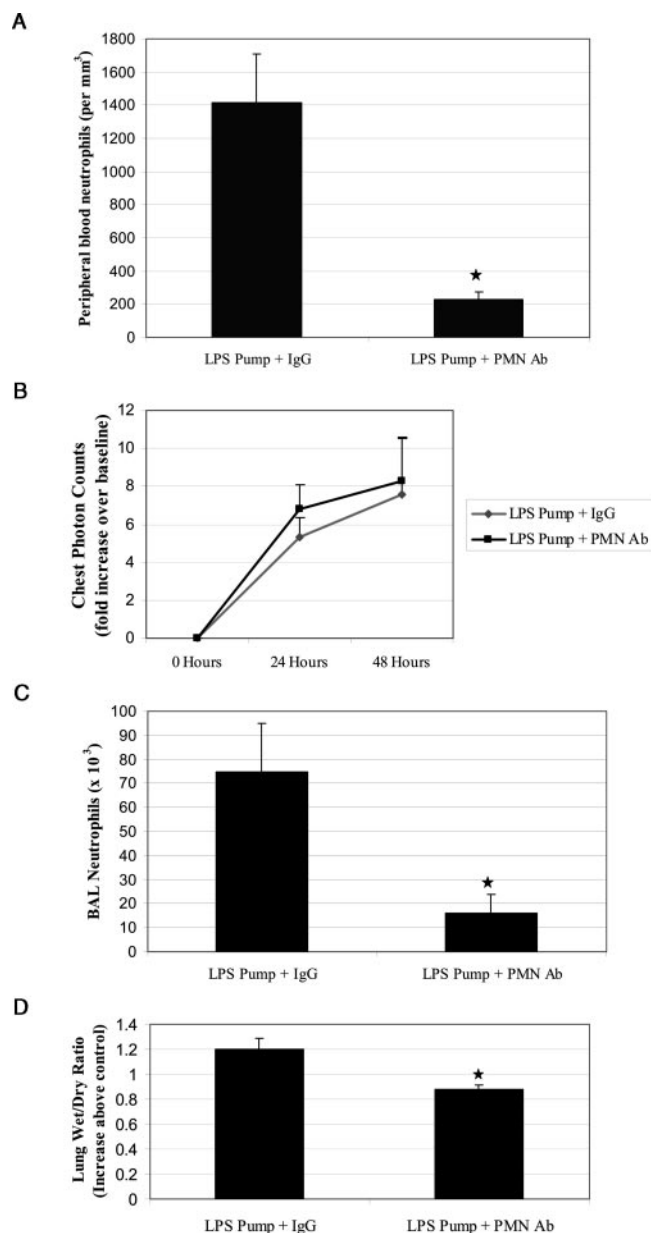 A
Peripheral blood neutrophils (per mm³)
1800
1600
1400
1200
1000
800
600
400
200
0
★
LPS Pump + IgG
LPS Pump + PMN Ab
B
Chest Photon Counts
(fold increase over baseline)
12
10
8
6
4
2
0
0 Hours
24 Hours
48 Hours
LPS Pump + IgG
LPS Pump + PMN Ab
C
BAL Neutrophils (x 10³)
100
90
80
70
60
50
40
30
20
10
0
★
LPS Pump + IgG
LPS Pump + PMN Ab
D
Lung Wet/Dry Ratio
(Increase above control)
1.4
1.2
1
0.8
0.6
0.4
0.2
0
★
LPS Pump + IgG
LPS Pump + PMN Ab